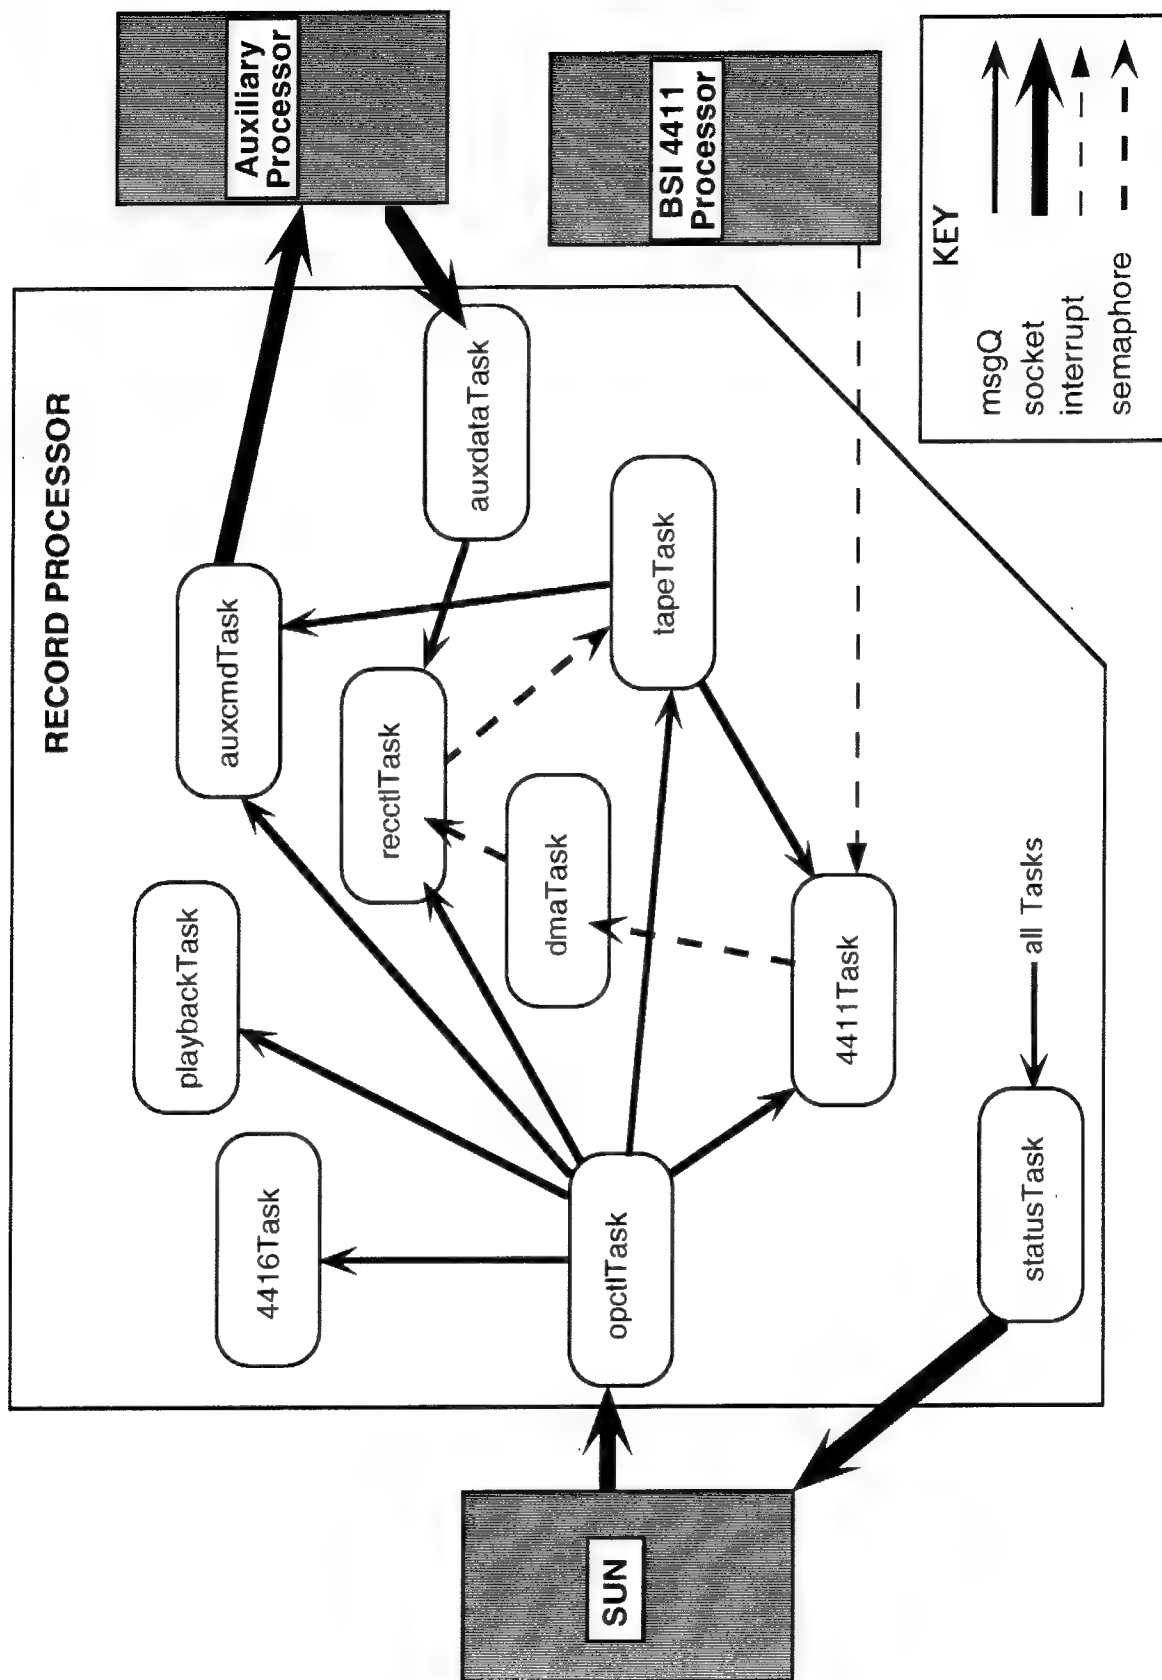 RECORD PROCESSOR
Auxiliary
Processor
BSI 4411
Processor
SUN
4416Task
playbackTask
auxcmdTask
auxdataTask
recctlTask
dmaTask
tapeTask
opctlTask
4411Task
statusTask
all Tasks
KEY
msgQ
socket
interrupt
semaphore